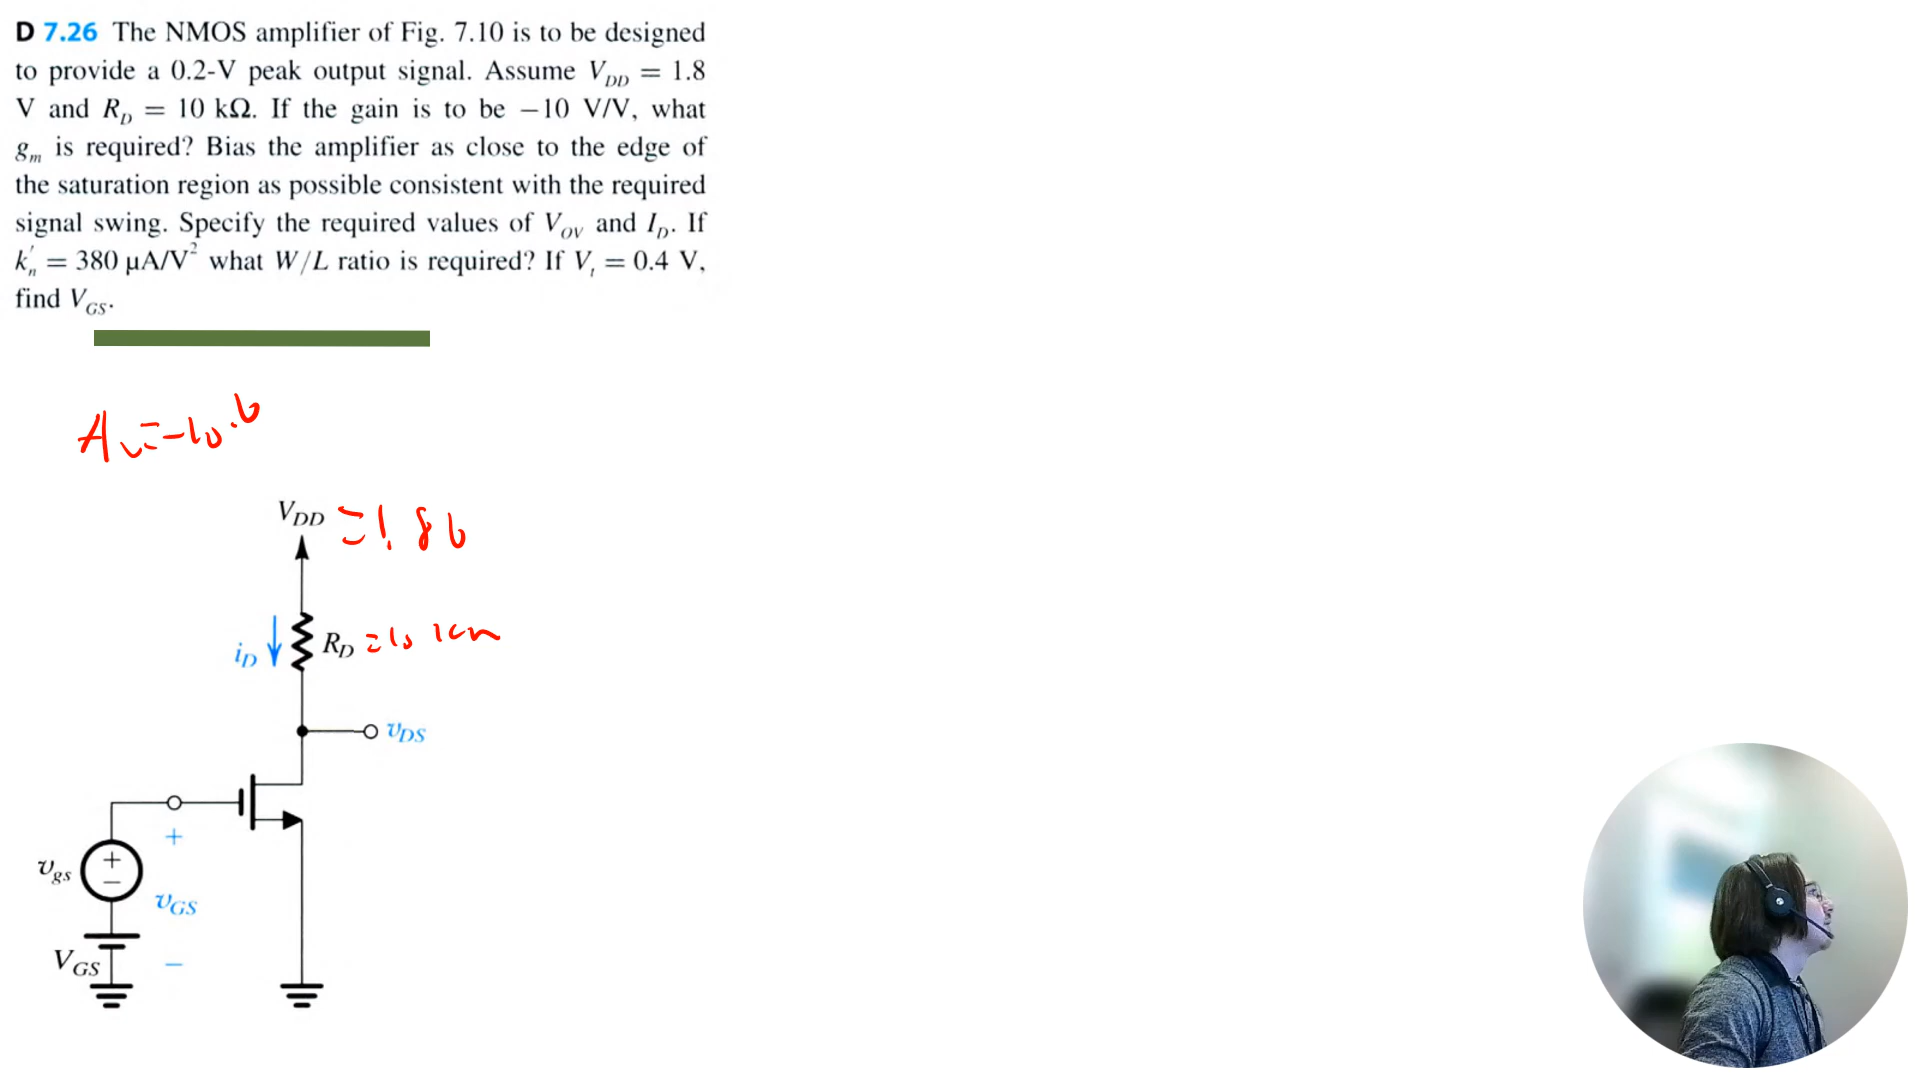 D 7.26 The NMOS amplifier of Fig. 7.10 is to be designed
to provide a 0.2-V peak output signal. Assume V_DD = 1.8
V and R_D = 10 kΩ. If the gain is to be −10 V/V, what
g_m is required? Bias the amplifier as close to the edge of
the saturation region as possible consistent with the required
signal swing. Specify the required values of V_OV and I_D. If
k′_n = 380 μA/V² what W/L ratio is required? If V_t = 0.4 V,
find V_GS.
V_DD = 1.8
i_D
R_D = 10 k
v_DS
+
v_gs
+
−
v_GS
V_GS
−